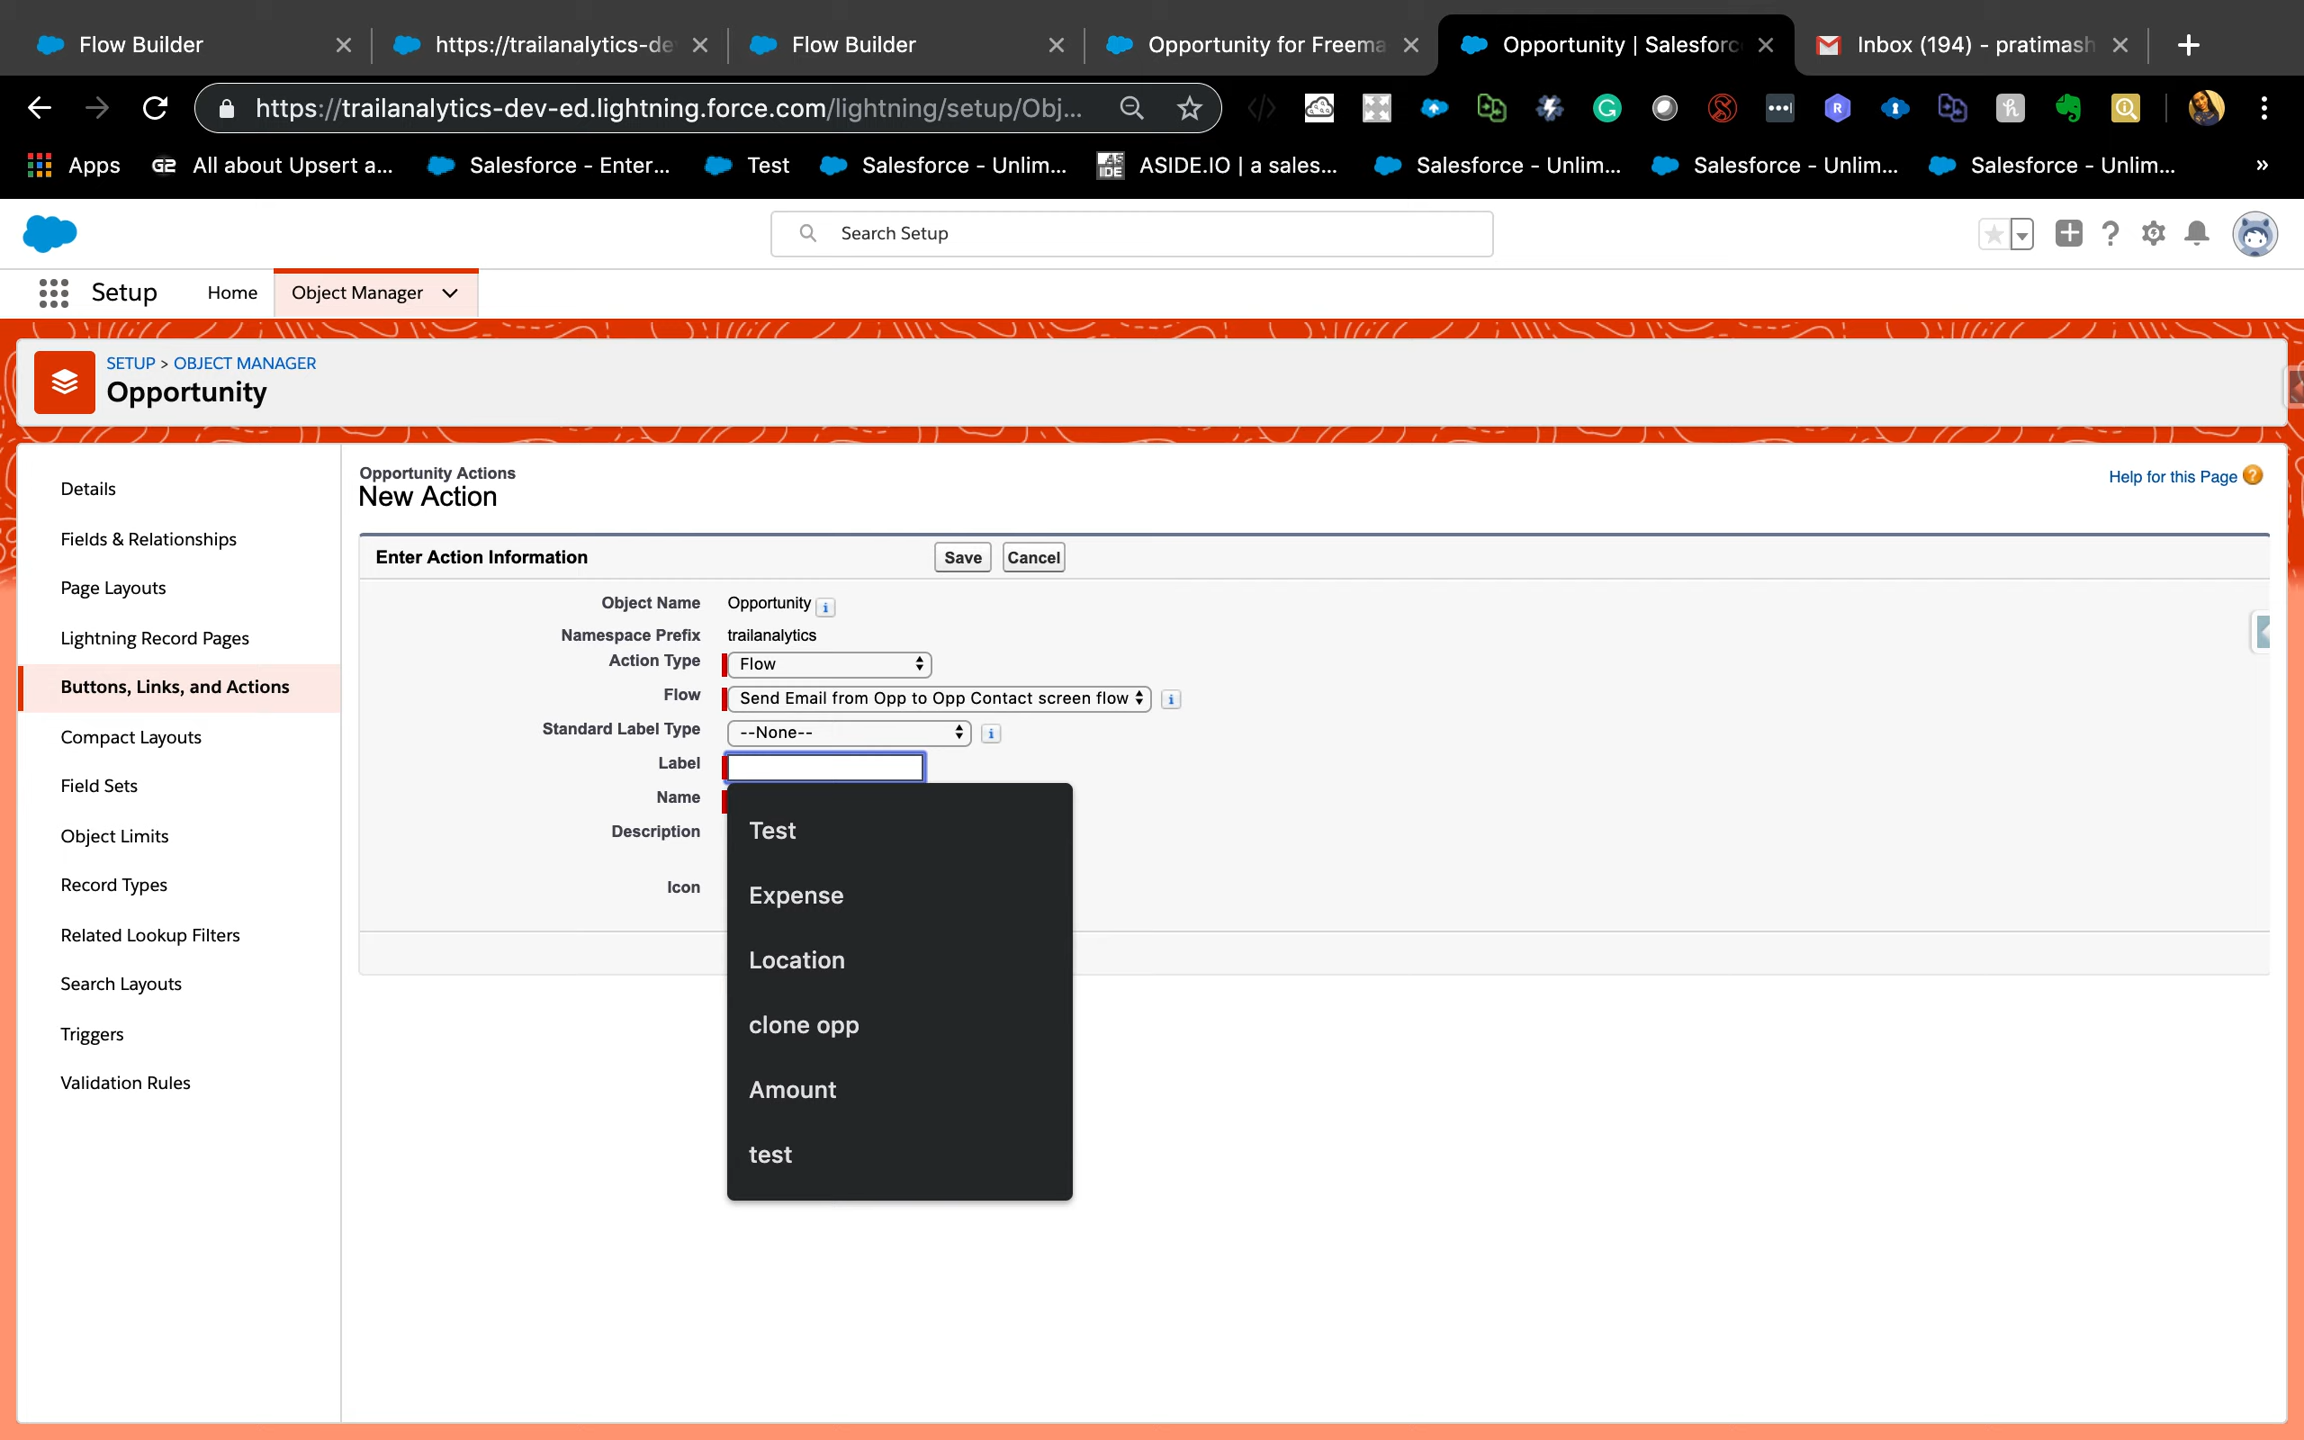 Flow Builder
https://trailanalytics-de
Flow Builder
Opportunity for Freema
Opportunity | Salesforc
Inbox (194) - pratimash
https://trailanalytics-dev-ed.lightning.force.com/lightning/setup/Obj...
Apps
All about Upsert a...
Salesforce - Enter...
Test
Salesforce - Unlim...
ASIDE.IO | a sales...
Salesforce - Unlim...
Salesforce - Unlim...
Salesforce - Unlim...
Search Setup
Setup
Home
Object Manager
SETUP > OBJECT MANAGER
Opportunity
Details
Fields & Relationships
Page Layouts
Lightning Record Pages
Buttons, Links, and Actions
Compact Layouts
Field Sets
Object Limits
Record Types
Related Lookup Filters
Search Layouts
Triggers
Validation Rules
Opportunity Actions
New Action
Help for this Page
Enter Action Information
Save
Cancel
Object Name Opportunity
Namespace Prefix trailanalytics
Action Type Flow
Flow Send Email from Opp to Opp Contact screen flow
Standard Label Type --None--
Label
Name
Description
Icon
Test
Expense
Location
clone opp
Amount
test